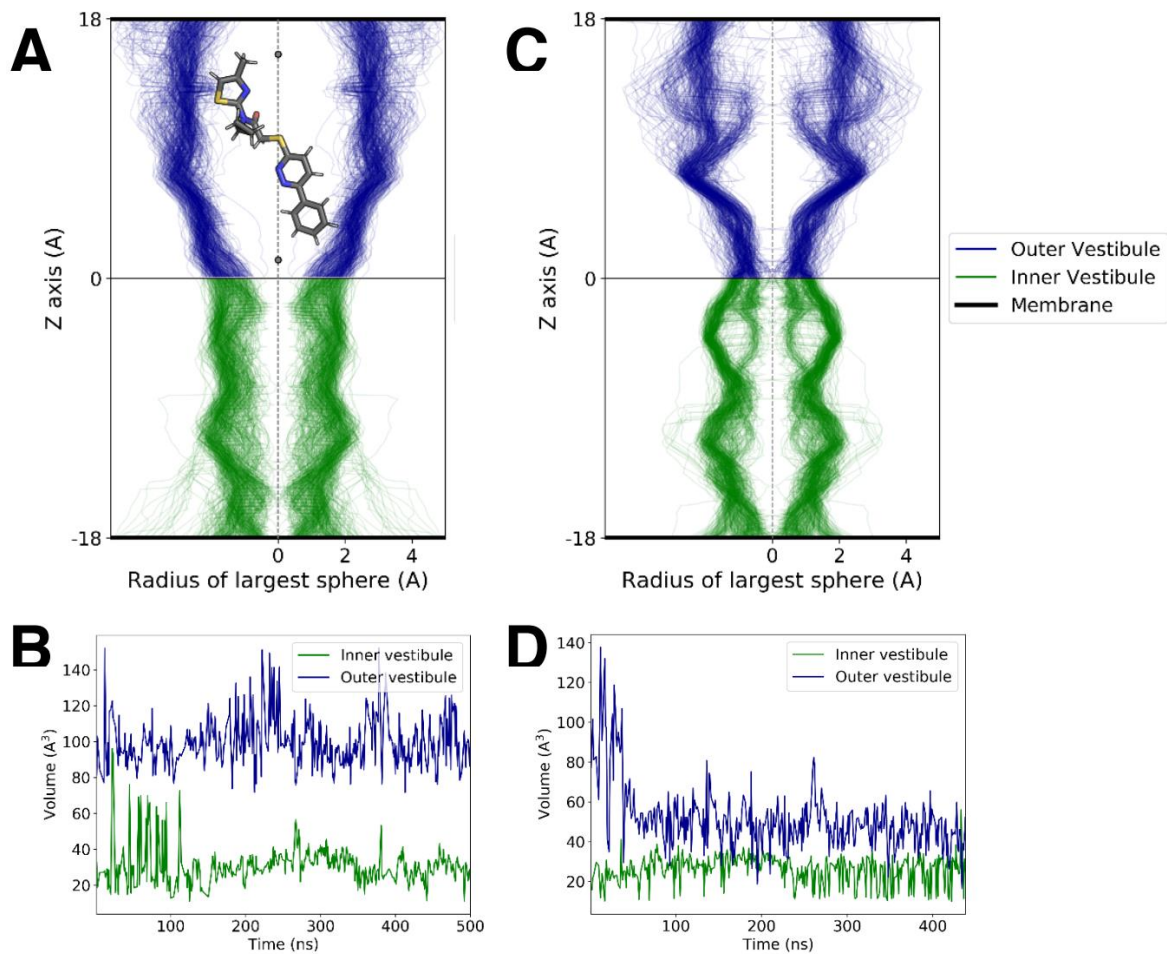 A
18
Z axis (A)
0
-18
0
2
4
Radius of largest sphere (A)
C
18
Z axis (A)
0
-18
0
2
4
Radius of largest sphere (A)
Outer Vestibule
Inner Vestibule
Membrane
B
140
120
100
80
60
40
20
Volume (A³)
Inner vestibule
Outer vestibule
100
200
300
400
500
Time (ns)
D
140
120
100
80
60
40
20
Volume (A³)
Inner vestibule
Outer vestibule
100
200
300
400
Time (ns)